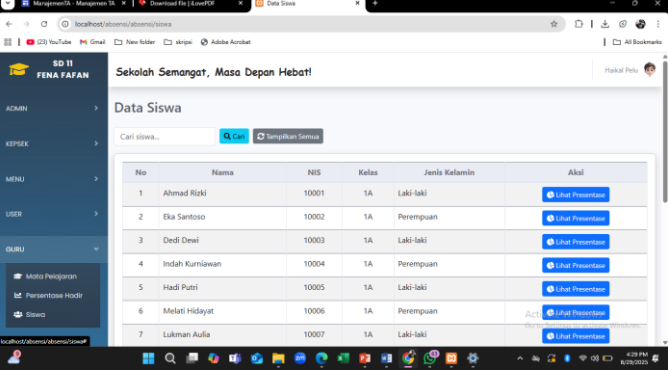 ManajemenTA - Manajemen TA
Download file | iLovePDF
Data Siswa
localhost/absensi/absensi/siswa
(23) YouTube
Gmail
New folder
skripsi
Adobe Acrobat
All Bookmarks
SD 11
FENA FAFAN
Sekolah Semangat, Masa Depan Hebat!
Haikal Pelu
ADMIN
KEPSEK
MENU
USER
GURU
Mata Pelajaran
Persentase Hadir
Siswa
Data Siswa
Cari siswa...
Cari
Tampilkan Semua
No Nama NIS Kelas Jenis Kelamin Aksi
1 Ahmad Rizki 10001 1A Laki-laki Lihat Presentase
2 Eka Santoso 10002 1A Perempuan Lihat Presentase
3 Dedi Dewi 10003 1A Laki-laki Lihat Presentase
4 Indah Kurniawan 10004 1A Perempuan Lihat Presentase
5 Hadi Putri 10005 1A Laki-laki Lihat Presentase
6 Melati Hidayat 10006 1A Perempuan Lihat Presentase
7 Lukman Aulia 10007 1A Laki-laki Lihat Presentase
localhost/absensi/absensi/siswa#
4:29 PM
8/29/2025